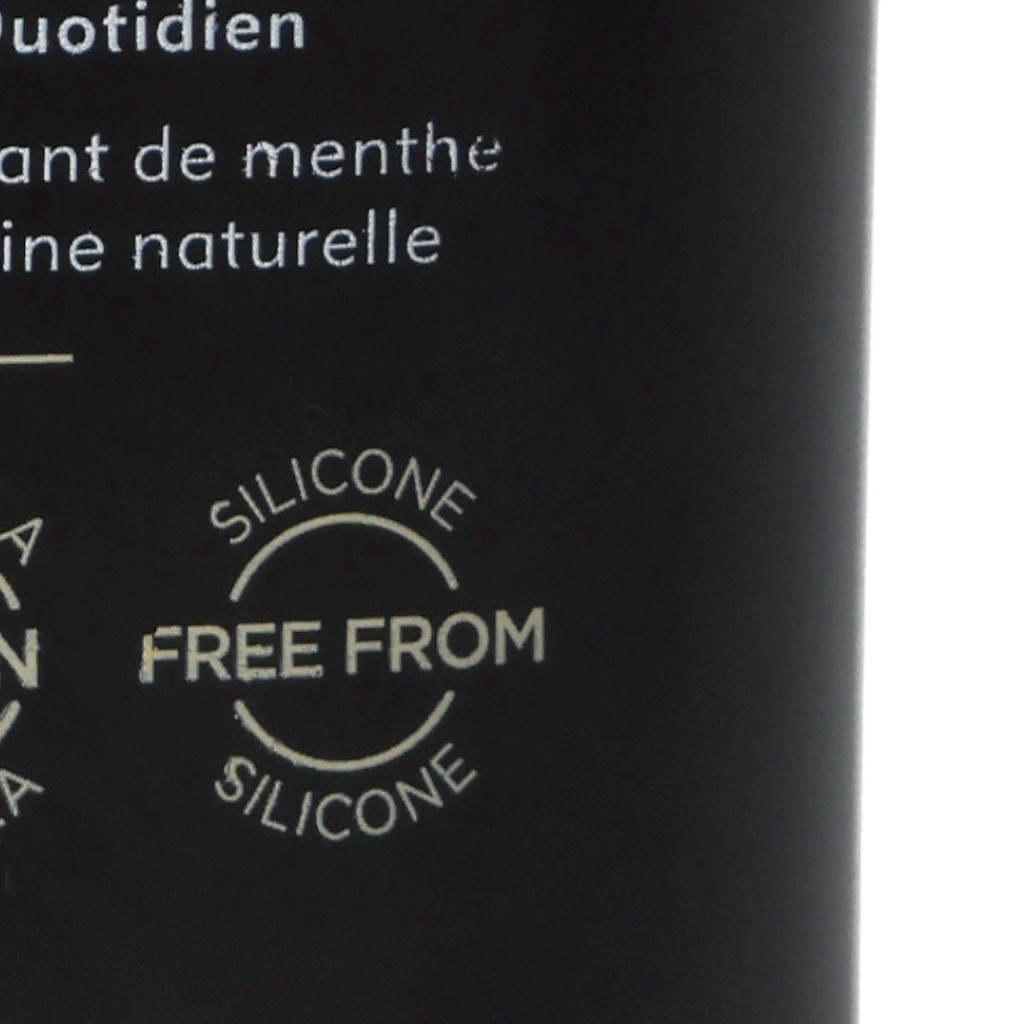 Quotidien
ant de menthe
ine naturelle
SILICONE
FREE FROM
SILICONE